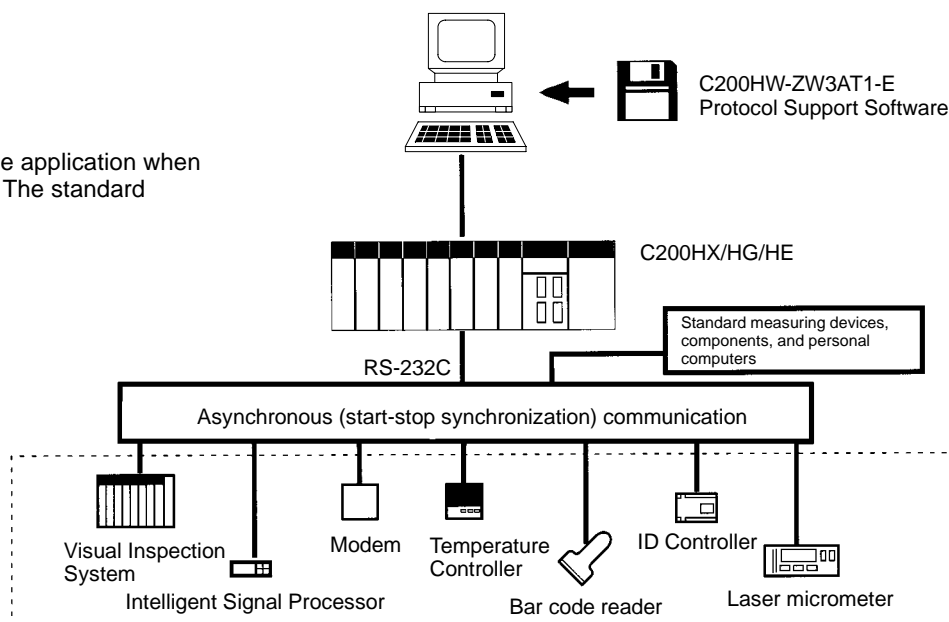 C200HW-ZW3AT1-E
Protocol Support Software
e application when
The standard
C200HX/HG/HE
Standard measuring devices,
components, and personal
computers
RS-232C
Asynchronous (start-stop synchronization) communication
Visual Inspection
System
Intelligent Signal Processor
Modem
Temperature
Controller
Bar code reader
ID Controller
Laser micrometer